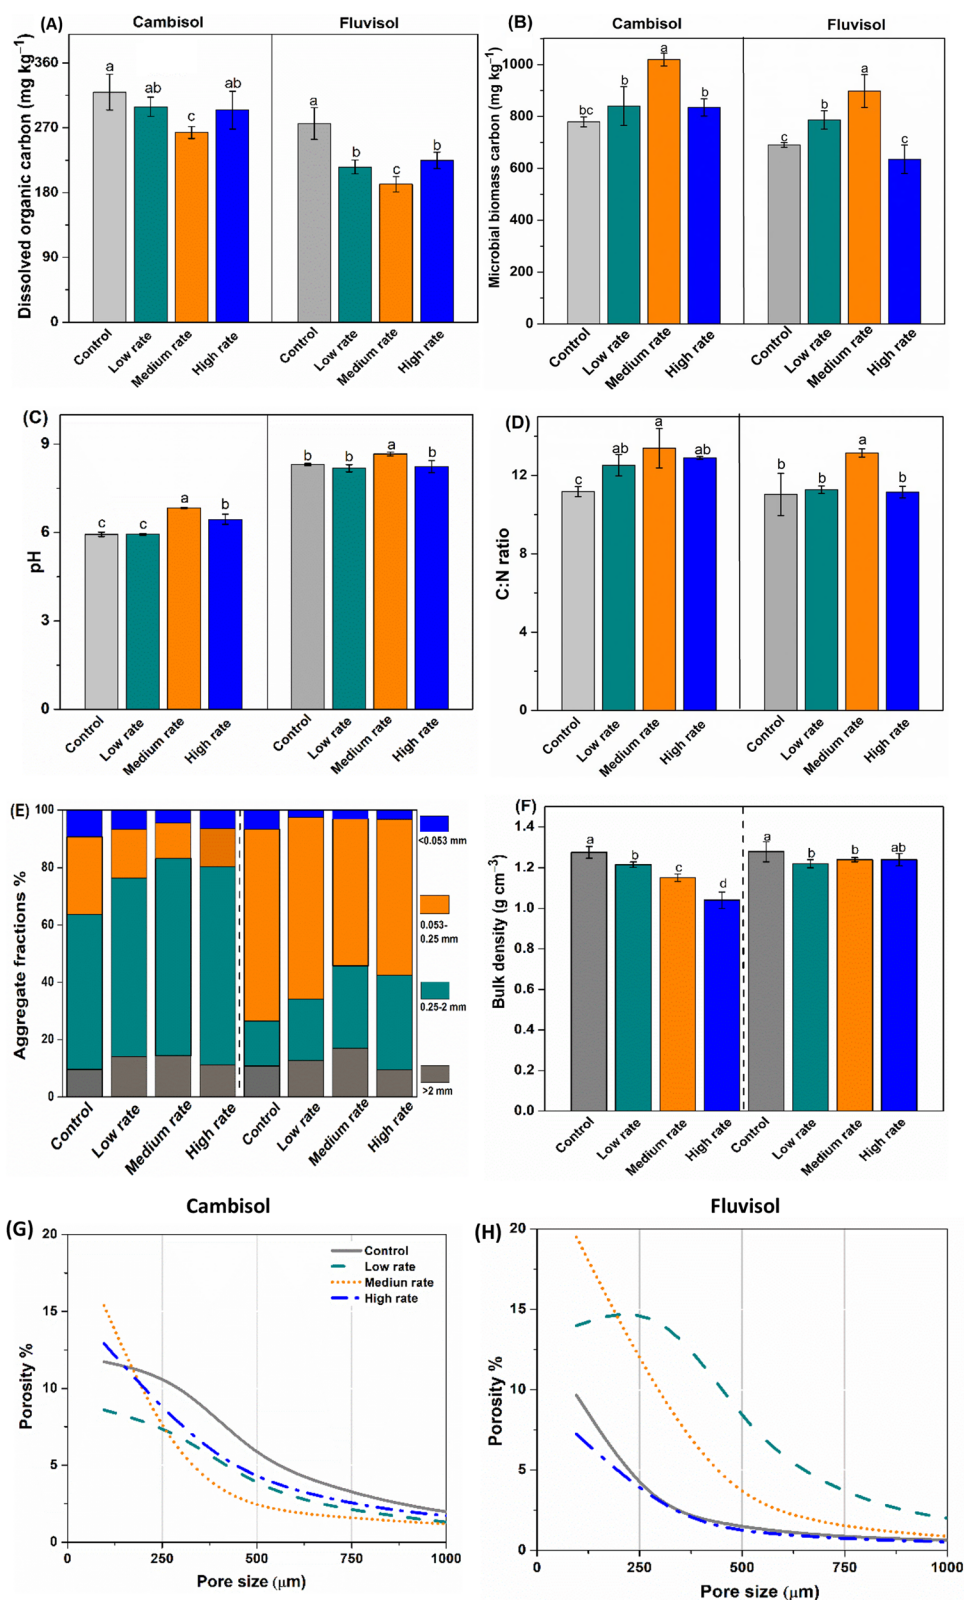 (A)
Cambisol
Fluvisol
Dissolved organic carbon (mg kg⁻¹)
360
270
180
90
0
a
ab
c
ab
a
b
c
b
Control
Low rate
Medium rate
High rate
Control
Low rate
Medium rate
High rate
(B)
Cambisol
Fluvisol
Microbial biomass carbon (mg kg⁻¹)
1000
800
600
400
200
0
bc
b
a
b
c
b
a
c
Control
Low rate
Medium rate
High rate
Control
Low rate
Medium rate
High rate
(C)
pH
9
6
3
0
c
c
a
b
b
b
a
b
Control
Low rate
Medium rate
High rate
Control
Low rate
Medium rate
High rate
(D)
C:N ratio
12
8
4
0
c
ab
a
ab
b
b
a
b
Control
Low rate
Medium rate
High rate
Control
Low rate
Medium rate
High rate
(E)
Aggregate fractions %
100
80
60
40
20
0
<0.053 mm
0.053-
0.25 mm
0.25-2 mm
>2 mm
Control
Low rate
Medium rate
High rate
Control
Low rate
Medium rate
High rate
(F)
Bulk density (g cm⁻³)
1.4
1.2
1.0
0.8
0.6
0.4
0.2
0.0
a
b
c
d
a
b
b
ab
Control
Low rate
Medium rate
High rate
Control
Low rate
Medium rate
High rate
Cambisol
(G)
Porosity %
20
15
10
5
0
Control
Low rate
Mediun rate
High rate
0
250
500
750
1000
Pore size (μm)
Fluvisol
(H)
Porosity %
20
15
10
5
0
0
250
500
750
1000
Pore size (μm)